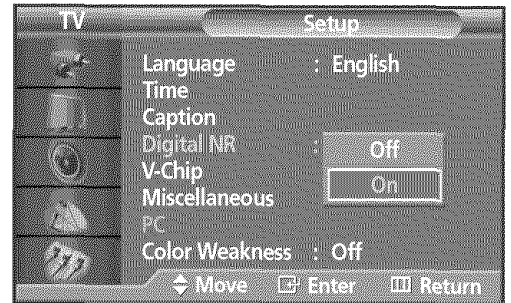 TV Setup
Language : English
Time
Caption
Digital NR : Off
V-Chip On
Miscellaneous
PC
Color Weakness : Off
Move Enter Return